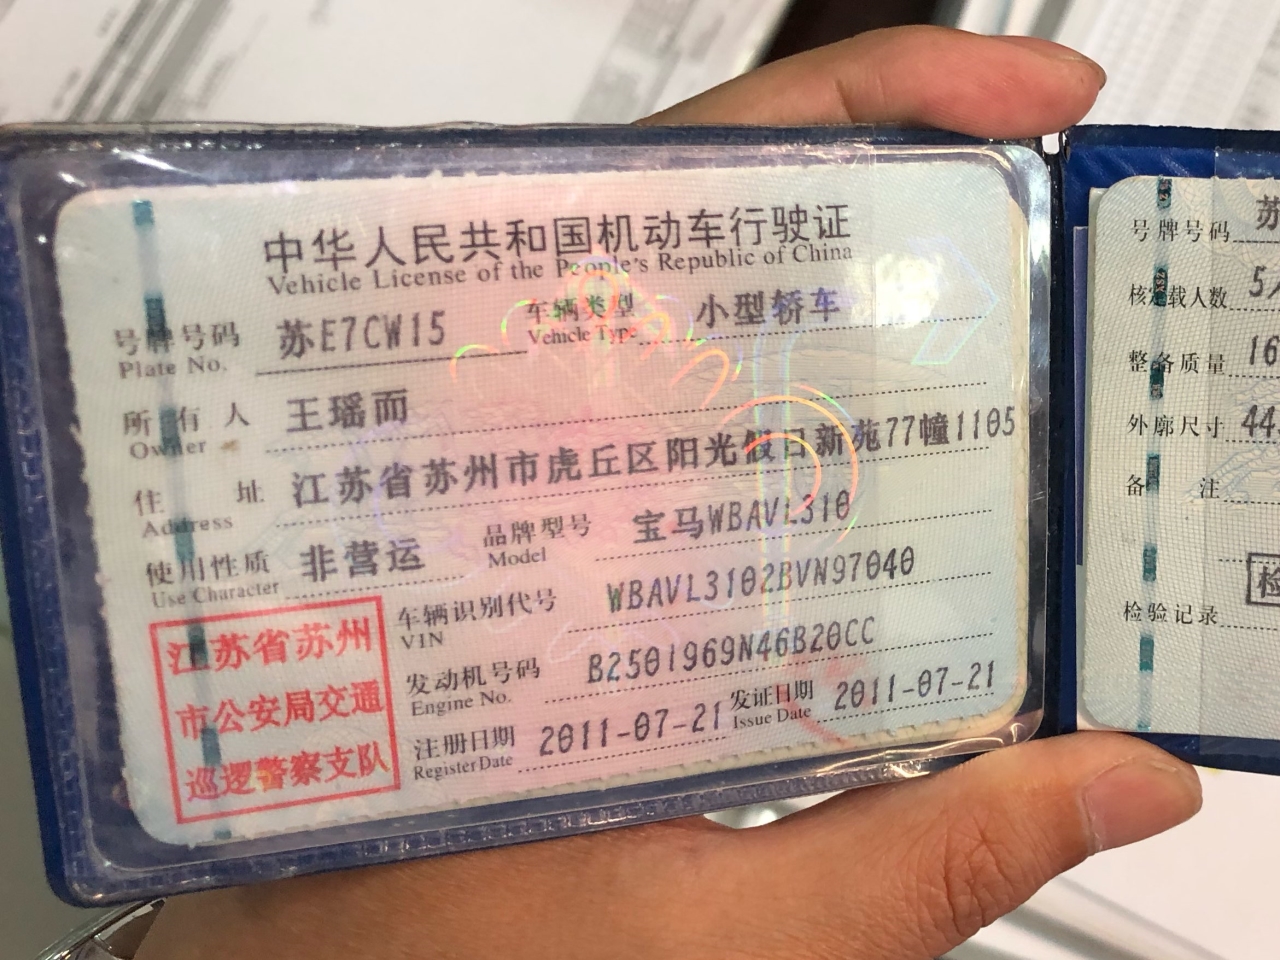 中华人民共和国机动车行驶证
Vehicle License of the People's Republic of China
号牌号码 苏E7CW15 车辆类型 小型轿车
Plate No. Vehicle Type
所有人 王瑶而
Owner
住址 江苏省苏州市虎丘区阳光假日新苑77幢1105
Address
使用性质 非营运 品牌型号 宝马WBAVL310
Use Character Model
车辆识别代号 WBAVL3102BVN97040
VIN
发动机号码 B2501969N46B20CC
Engine No.
注册日期 2011-07-21 发证日期 2011-07-21
Register Date Issue Date
江苏省苏州
市公安局交通
巡逻警察支队
号牌号码 苏
核定载人数 5
整备质量 16
外廓尺寸 44
备注
检
检验记录